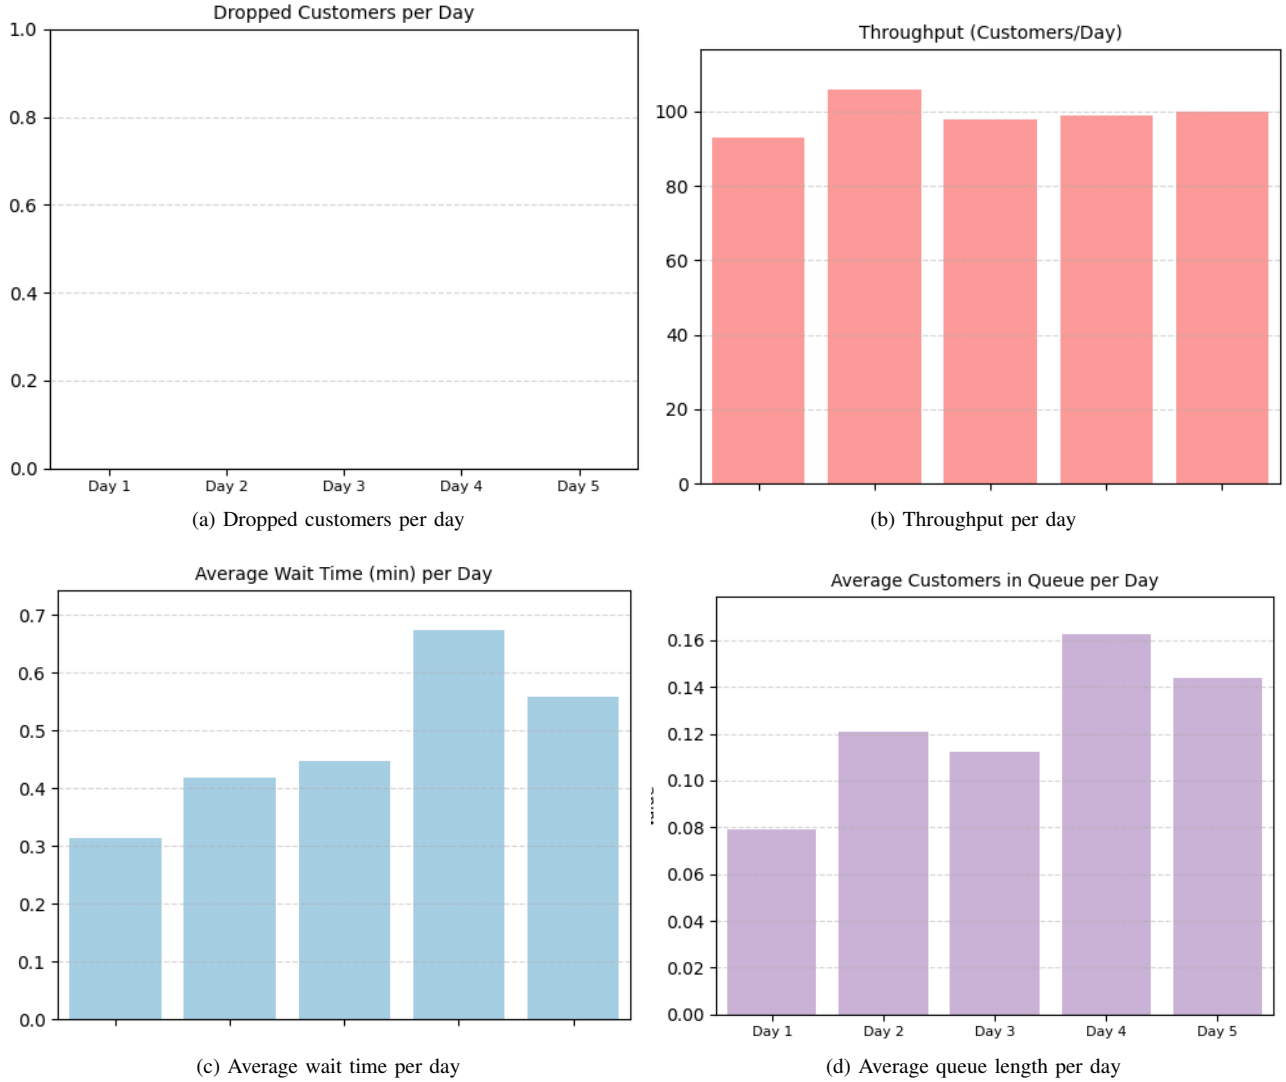 Dropped Customers per Day
1.0
0.8
0.6
0.4
0.2
0.0
Day 1 Day 2 Day 3 Day 4 Day 5
(a) Dropped customers per day
Throughput (Customers/Day)
100
80
60
40
20
0
(b) Throughput per day
Average Wait Time (min) per Day
0.7
0.6
0.5
0.4
0.3
0.2
0.1
0.0
(c) Average wait time per day
Average Customers in Queue per Day
0.16
0.14
0.12
0.10
0.08
0.06
0.04
0.02
0.00
Day 1 Day 2 Day 3 Day 4 Day 5
(d) Average queue length per day